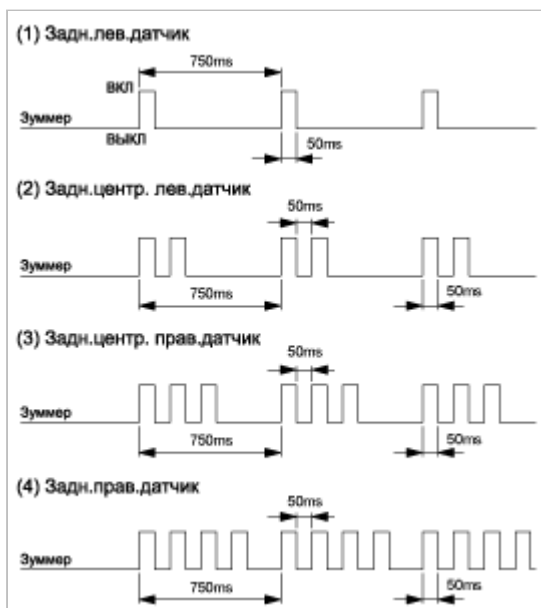 (1) Задн.лев.датчик
750ms
ВКЛ
Зуммер
ВЫКЛ
50ms
(2) Задн.центр. лев.датчик
50ms
Зуммер
750ms
50ms
(3) Задн.центр. прав.датчик
50ms
Зуммер
750ms
50ms
(4) Задн.прав.датчик
50ms
Зуммер
750ms
50ms